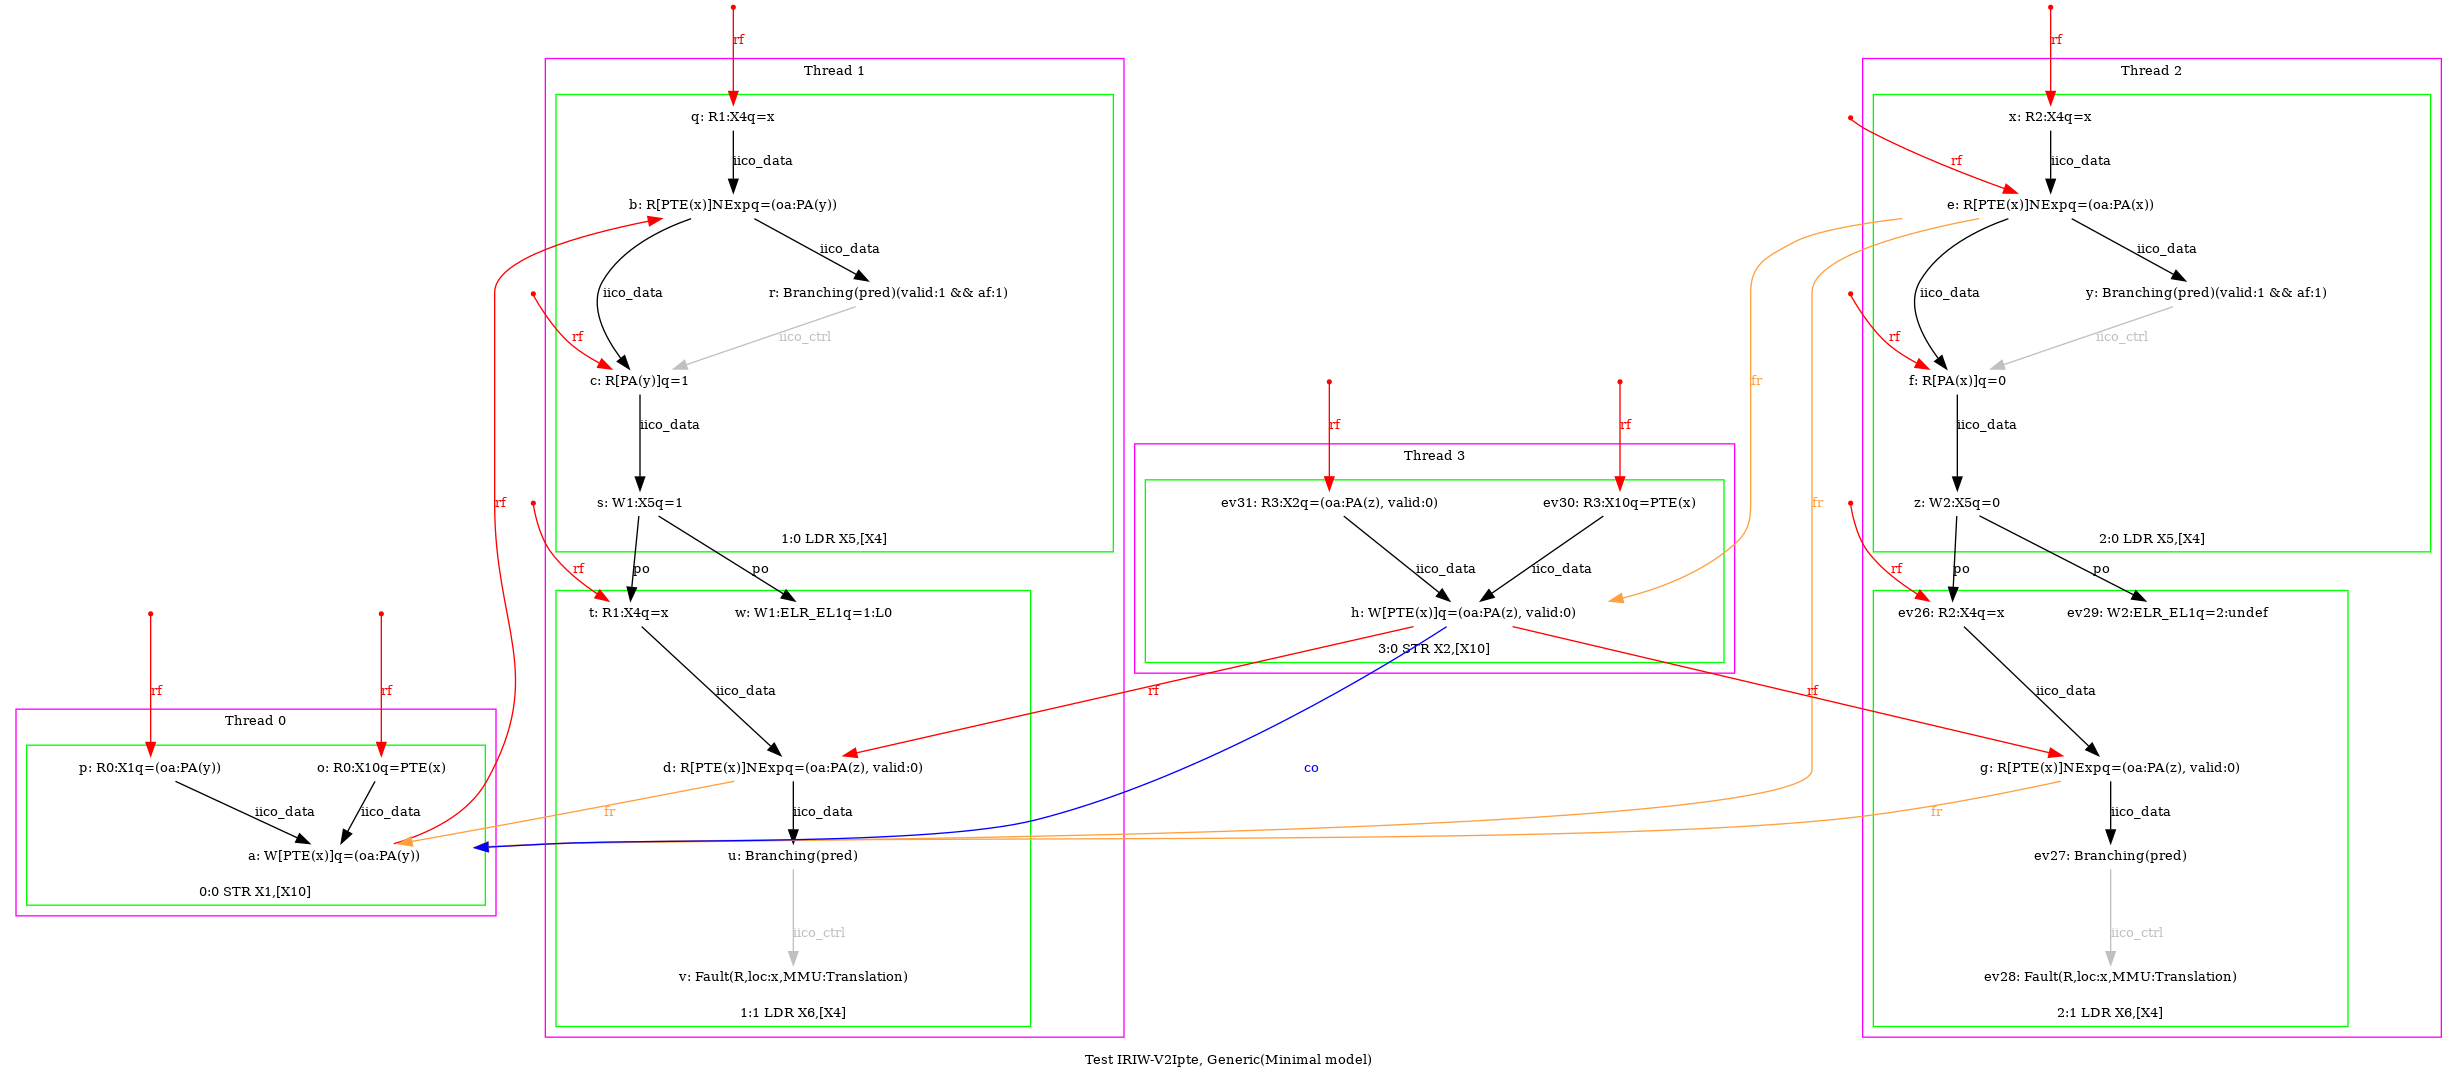 rf
rf
Thread 1
Thread 2
q: R1:X4q=x
x: R2:X4q=x
iico_data
rf
iico_data
b: R[PTE(x)]NExpq=(oa:PA(y))
e: R[PTE(x)]NExpq=(oa:PA(x))
iico_data
iico_data
iico_data
r: Branching(pred)(valid:1 && af:1)
iico_data
y: Branching(pred)(valid:1 && af:1)
rf
iico_ctrl
rf
iico_ctrl
c: R[PA(y)]q=1
fr
f: R[PA(x)]q=0
iico_data
rf
rf
iico_data
Thread 3
rf
s: W1:X5q=1
ev31: R3:X2q=(oa:PA(z), valid:0)
ev30: R3:X10q=PTE(x)
fr
z: W2:X5q=0
1:0 LDR X5,[X4]
2:0 LDR X5,[X4]
rf
po
po
iico_data
iico_data
rf
po
po
t: R1:X4q=x
w: W1:ELR_EL1q=1:L0
h: W[PTE(x)]q=(oa:PA(z), valid:0)
ev26: R2:X4q=x
ev29: W2:ELR_EL1q=2:undef
3:0 STR X2,[X10]
rf
rf
iico_data
rf
rf
iico_data
Thread 0
p: R0:X1q=(oa:PA(y))
o: R0:X10q=PTE(x)
d: R[PTE(x)]NExpq=(oa:PA(z), valid:0)
co
g: R[PTE(x)]NExpq=(oa:PA(z), valid:0)
iico_data
iico_data
fr
iico_data
fr
iico_data
a: W[PTE(x)]q=(oa:PA(y))
u: Branching(pred)
ev27: Branching(pred)
0:0 STR X1,[X10]
iico_ctrl
iico_ctrl
v: Fault(R,loc:x,MMU:Translation)
ev28: Fault(R,loc:x,MMU:Translation)
1:1 LDR X6,[X4]
2:1 LDR X6,[X4]
Test IRIW-V2Ipte, Generic(Minimal model)